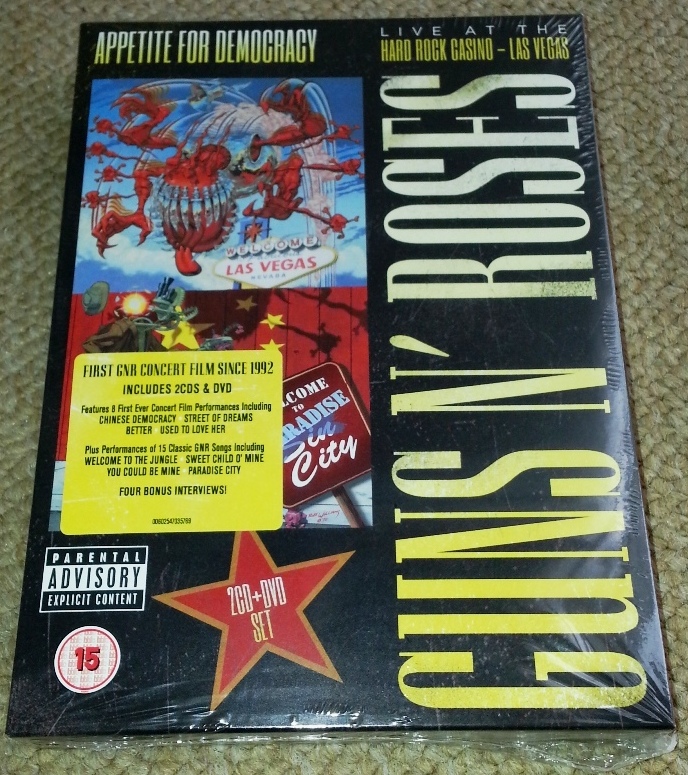 APPETITE FOR DEMOCRACY
LIVE AT THE
HARD ROCK CASINO – LAS VEGAS
GUNS N' ROSES
WELCOME
LAS VEGAS
NEVADA
WELCOME
TO
PARADISE
Sin
City
FIRST GNR CONCERT FILM SINCE 1992
INCLUDES 2CDS & DVD
Features 8 First Ever Concert Film Performances Including
CHINESE DEMOCRACY STREET OF DREAMS
BETTER USED TO LOVE HER
Plus Performances of 15 Classic GNR Songs Including
WELCOME TO THE JUNGLE SWEET CHILD O' MINE
YOU COULD BE MINE PARADISE CITY
FOUR BONUS INTERVIEWS!
PARENTAL
ADVISORY
EXPLICIT CONTENT
2CD+DVD
SET
15